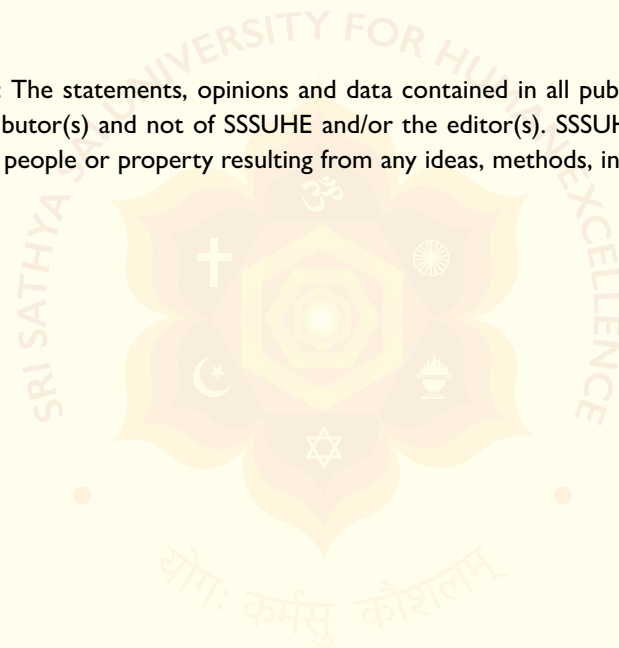 SRI SATHYA SAI UNIVERSITY FOR HUMAN EXCELLENCE
: The statements, opinions and data contained in all pub
butor(s) and not of SSSUHE and/or the editor(s). SSSUH
people or property resulting from any ideas, methods, in
योगः कर्मसु कौशलम्